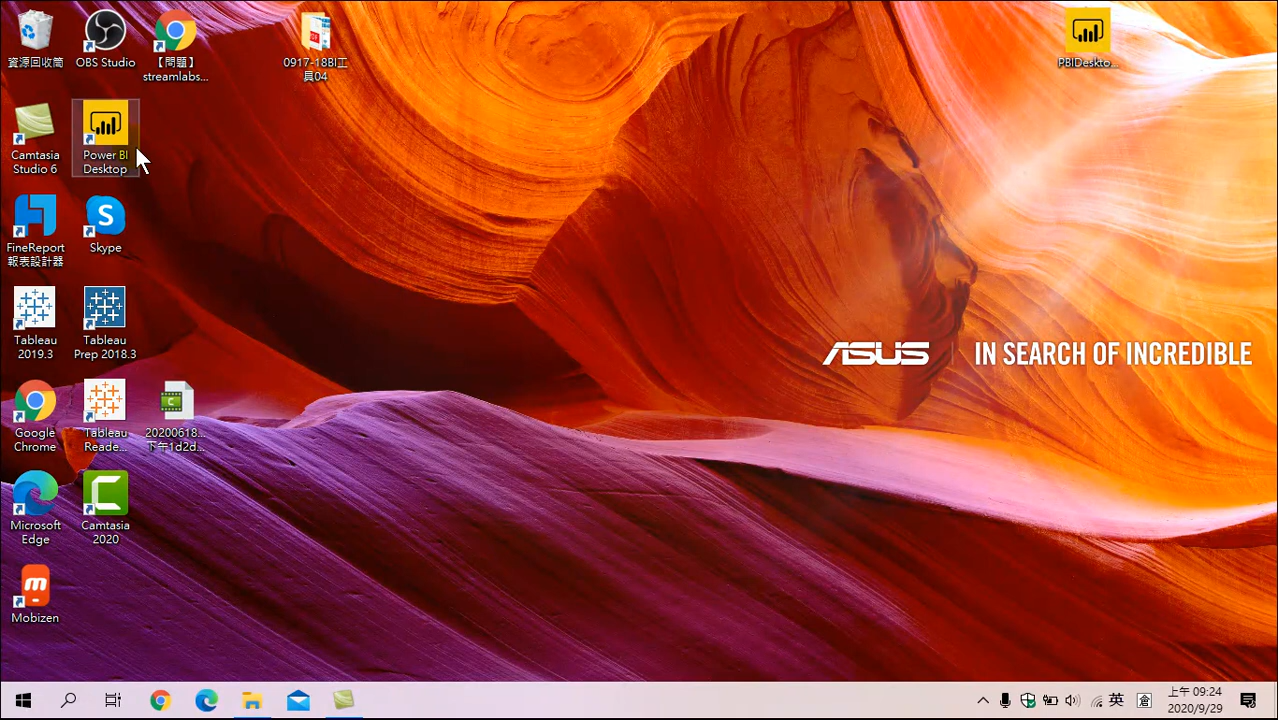 資源回收筒
OBS Studio
【問題】
streamlabs...
0917-18BI工
具04
PBIDeskto...
Camtasia
Studio 6
Power BI
Desktop
FineReport
報表設計器
Skype
Tableau
2019.3
Tableau
Prep 2018.3
Google
Chrome
Tableau
Reade...
20200618...
下午1d2d...
Microsoft
Edge
Camtasia
2020
Mobizen
ASUS IN SEARCH OF INCREDIBLE
英
倉
上午 09:24
2020/9/29